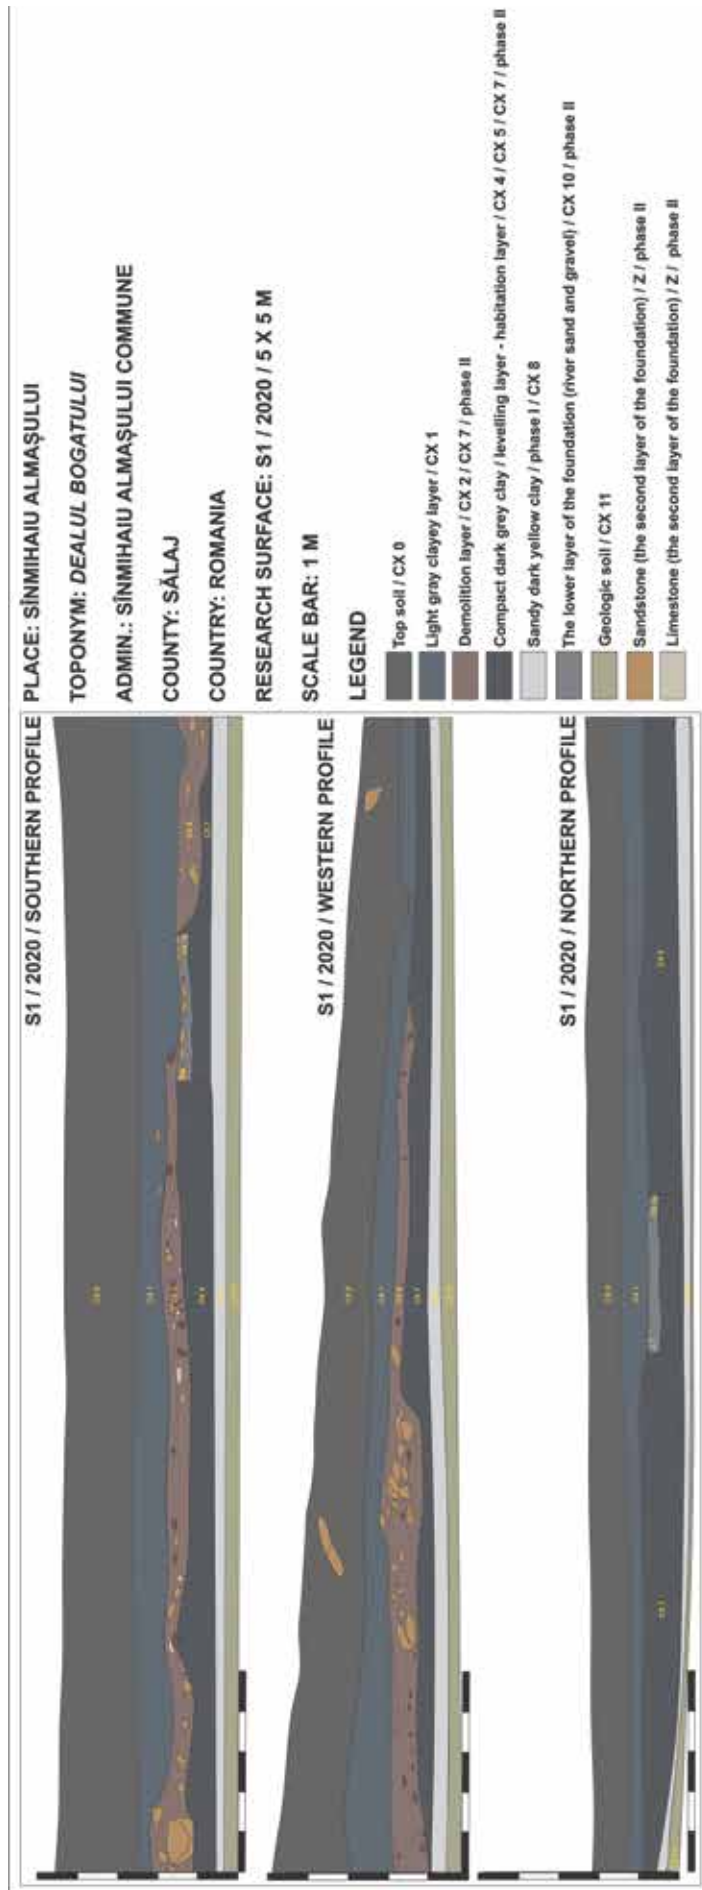 PLACE: SÎNMIHAIU ALMAŞULUI
TOPONYM: DEALUL BOGATULUI
ADMIN.: SÎNMIHAIU ALMAŞULUI COMMUNE
COUNTY: SĂLAJ
COUNTRY: ROMANIA
RESEARCH SURFACE: S1 / 2020 / 5 X 5 M
SCALE BAR: 1 M
LEGEND
Top soil / CX 0
Light gray clayey layer / CX 1
Demolition layer / CX 2 / CX 7 / phase II
Compact dark grey clay / levelling layer - habitation layer / CX 4 / CX 5 / CX 7 / phase II
Sandy dark yellow clay / phase I / CX 8
The lower layer of the foundation (river sand and gravel) / CX 10 / phase II
Geologic soil / CX 11
Sandstone (the second layer of the foundation) / Z / phase II
Limestone (the second layer of the foundation) / Z / phase II
S1 / 2020 / SOUTHERN PROFILE
S1 / 2020 / WESTERN PROFILE
S1 / 2020 / NORTHERN PROFILE